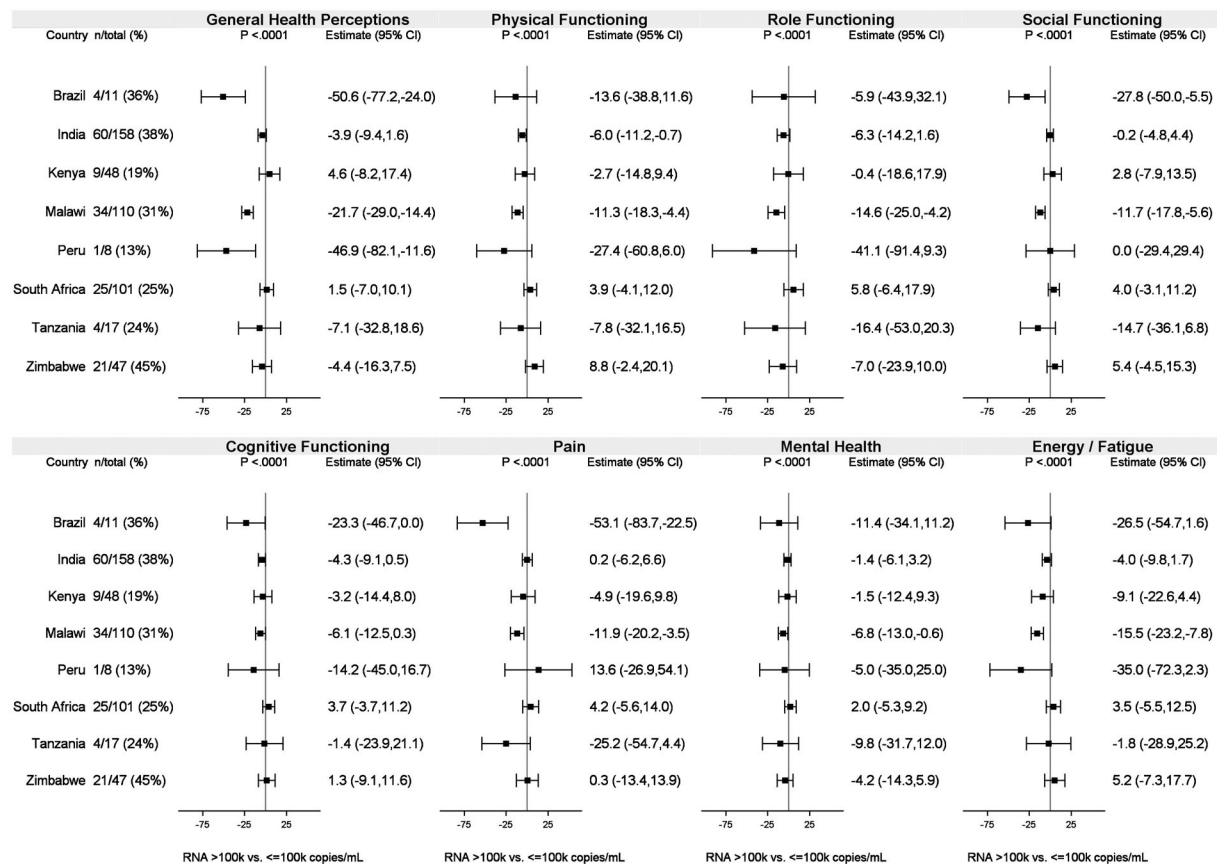 General Health Perceptions Physical Functioning Role Functioning Social Functioning
Country n/total (%) P <.0001 Estimate (95% CI) P <.0001 Estimate (95% CI) P <.0001 Estimate (95% CI) P <.0001 Estimate (95% CI)
Brazil 4/11 (36%) -50.6 (-77.2,-24.0) -13.6 (-38.8,11.6) -5.9 (-43.9,32.1) -27.8 (-50.0,-5.5)
India 60/158 (38%) -3.9 (-9.4,1.6) -6.0 (-11.2,-0.7) -6.3 (-14.2,1.6) -0.2 (-4.8,4.4)
Kenya 9/48 (19%) 4.6 (-8.2,17.4) -2.7 (-14.8,9.4) -0.4 (-18.6,17.9) 2.8 (-7.9,13.5)
Malawi 34/110 (31%) -21.7 (-29.0,-14.4) -11.3 (-18.3,-4.4) -14.6 (-25.0,-4.2) -11.7 (-17.8,-5.6)
Peru 1/8 (13%) -46.9 (-82.1,-11.6) -27.4 (-60.8,6.0) -41.1 (-91.4,9.3) 0.0 (-29.4,29.4)
South Africa 25/101 (25%) 1.5 (-7.0,10.1) 3.9 (-4.1,12.0) 5.8 (-6.4,17.9) 4.0 (-3.1,11.2)
Tanzania 4/17 (24%) -7.1 (-32.8,18.6) -7.8 (-32.1,16.5) -16.4 (-53.0,20.3) -14.7 (-36.1,6.8)
Zimbabwe 21/47 (45%) -4.4 (-16.3,7.5) 8.8 (-2.4,20.1) -7.0 (-23.9,10.0) 5.4 (-4.5,15.3)
-75 -25 25 -75 -25 25 -75 -25 25 -75 -25 25
Cognitive Functioning Pain Mental Health Energy / Fatigue
Country n/total (%) P <.0001 Estimate (95% CI) P <.0001 Estimate (95% CI) P <.0001 Estimate (95% CI) P <.0001 Estimate (95% CI)
Brazil 4/11 (36%) -23.3 (-46.7,0.0) -53.1 (-83.7,-22.5) -11.4 (-34.1,11.2) -26.5 (-54.7,1.6)
India 60/158 (38%) -4.3 (-9.1,0.5) 0.2 (-6.2,6.6) -1.4 (-6.1,3.2) -4.0 (-9.8,1.7)
Kenya 9/48 (19%) -3.2 (-14.4,8.0) -4.9 (-19.6,9.8) -1.5 (-12.4,9.3) -9.1 (-22.6,4.4)
Malawi 34/110 (31%) -6.1 (-12.5,0.3) -11.9 (-20.2,-3.5) -6.8 (-13.0,-0.6) -15.5 (-23.2,-7.8)
Peru 1/8 (13%) -14.2 (-45.0,16.7) 13.6 (-26.9,54.1) -5.0 (-35.0,25.0) -35.0 (-72.3,2.3)
South Africa 25/101 (25%) 3.7 (-3.7,11.2) 4.2 (-5.6,14.0) 2.0 (-5.3,9.2) 3.5 (-5.5,12.5)
Tanzania 4/17 (24%) -1.4 (-23.9,21.1) -25.2 (-54.7,4.4) -9.8 (-31.7,12.0) -1.8 (-28.9,25.2)
Zimbabwe 21/47 (45%) 1.3 (-9.1,11.6) 0.3 (-13.4,13.9) -4.2 (-14.3,5.9) 5.2 (-7.3,17.7)
-75 -25 25 -75 -25 25 -75 -25 25 -75 -25 25
RNA >100k vs. <=100k copies/mL RNA >100k vs. <=100k copies/mL RNA >100k vs. <=100k copies/mL RNA >100k vs. <=100k copies/mL